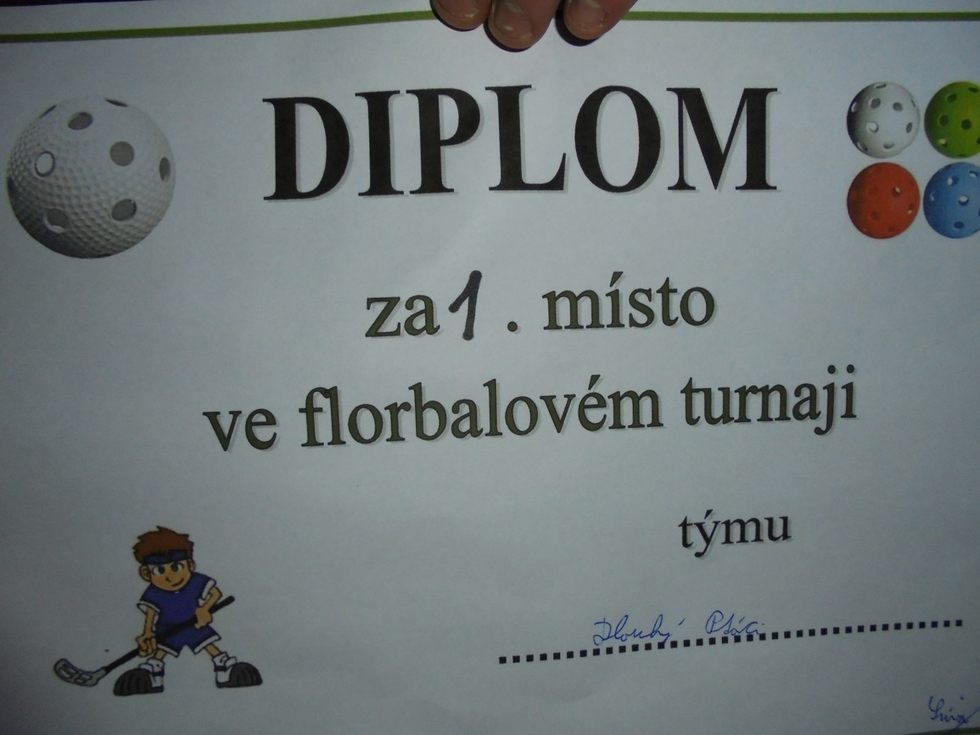 DIPLOM
za 1. místo
ve florbalovém turnaji
týmu
Dlouhý Ptáci